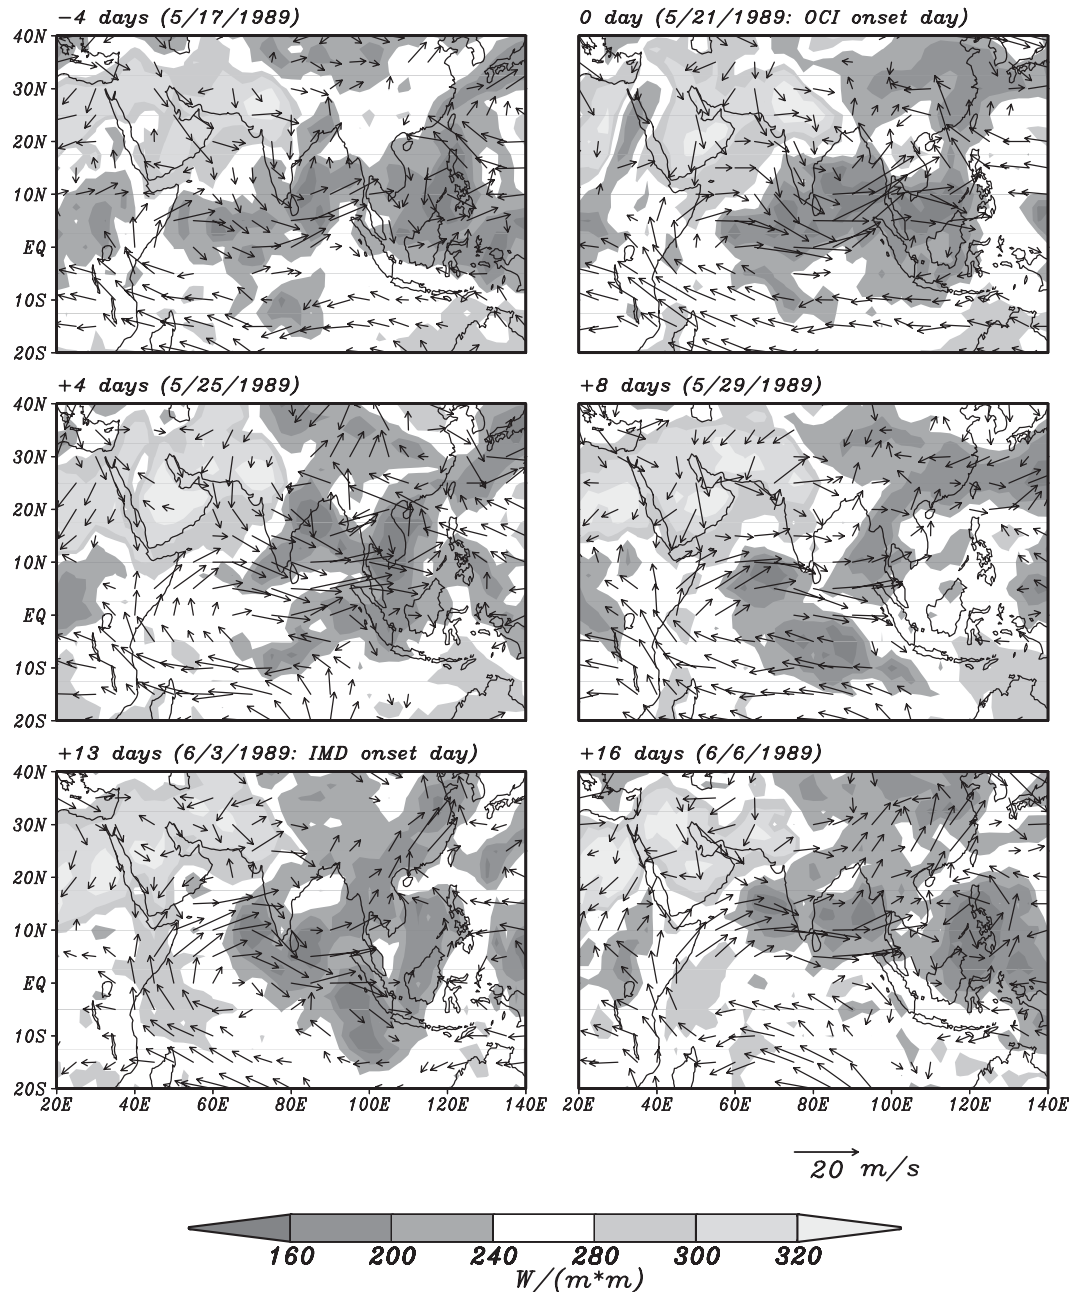 −4 days (5/17/1989)
0 day (5/21/1989: OCI onset day)
40N
30N
20N
10N
EQ
10S
20S
+4 days (5/25/1989)
+8 days (5/29/1989)
40N
30N
20N
10N
EQ
10S
20S
+13 days (6/3/1989: IMD onset day)
+16 days (6/6/1989)
40N
30N
20N
10N
EQ
10S
20S
20E 40E 60E 80E 100E 120E 140E
20E 40E 60E 80E 100E 120E 140E
20 m/s
160 200 240 280 300 320
W/(m*m)